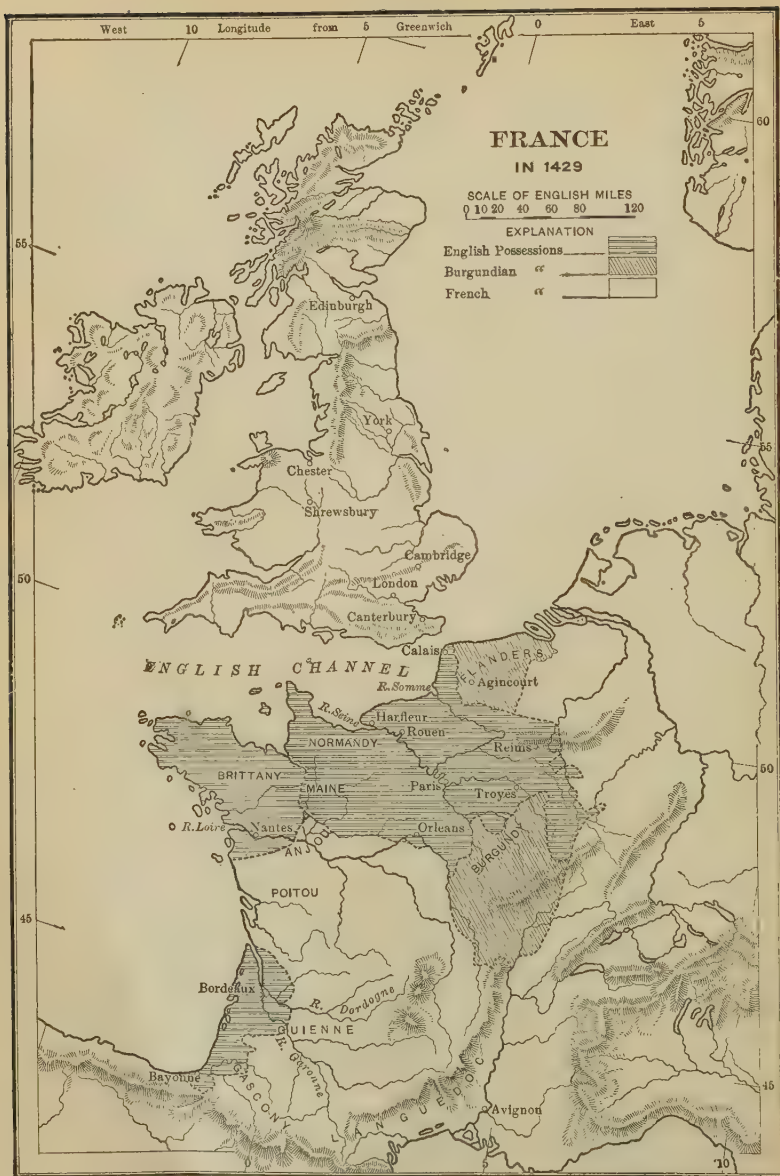 West 10 Longitude from 5 Greenwich 0 East 5
FRANCE
IN 1429
SCALE OF ENGLISH MILES
0 10 20 40 60 80 120
EXPLANATION
English Possessions
Burgundian "
French "
60
55
Edinburgh
York
55
Chester
Shrewsbury
Cambridge
50
London
Canterbury
Calais
FLANDERS
ENGLISH CHANNEL
R.Somme
Agincourt
R.Seine
Harfleur
Rouen
NORMANDY
Reims
50
BRITTANY
MAINE
Paris
Troyes
R.Loire
Nantes
Orleans
ANJOU
BURGUNDY
POITOU
45
Bordeaux
R. Dordogne
GUIENNE
R. Garonne
Bayonne
GASCONY
LANGUEDOC
45
Avignon
0 5 10